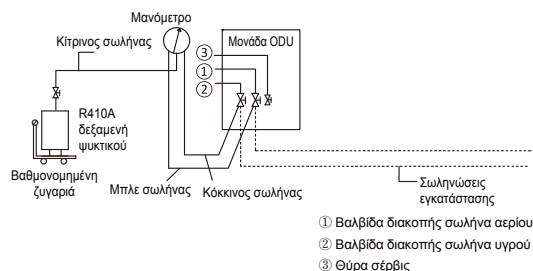 Μανόμετρο
Κίτρινος σωλήνας
Μονάδα ODU
③
①
②
R410A
δεξαμενή
ψυκτικού
Βαθμονομημένη
ζυγαριά
Μπλε σωλήνας
Κόκκινος σωλήνας
Σωληνώσεις
εγκατάστασης
① Βαλβίδα διακοπής σωλήνα αερίου
② Βαλβίδα διακοπής σωλήνα υγρού
③ Θύρα σέρβις